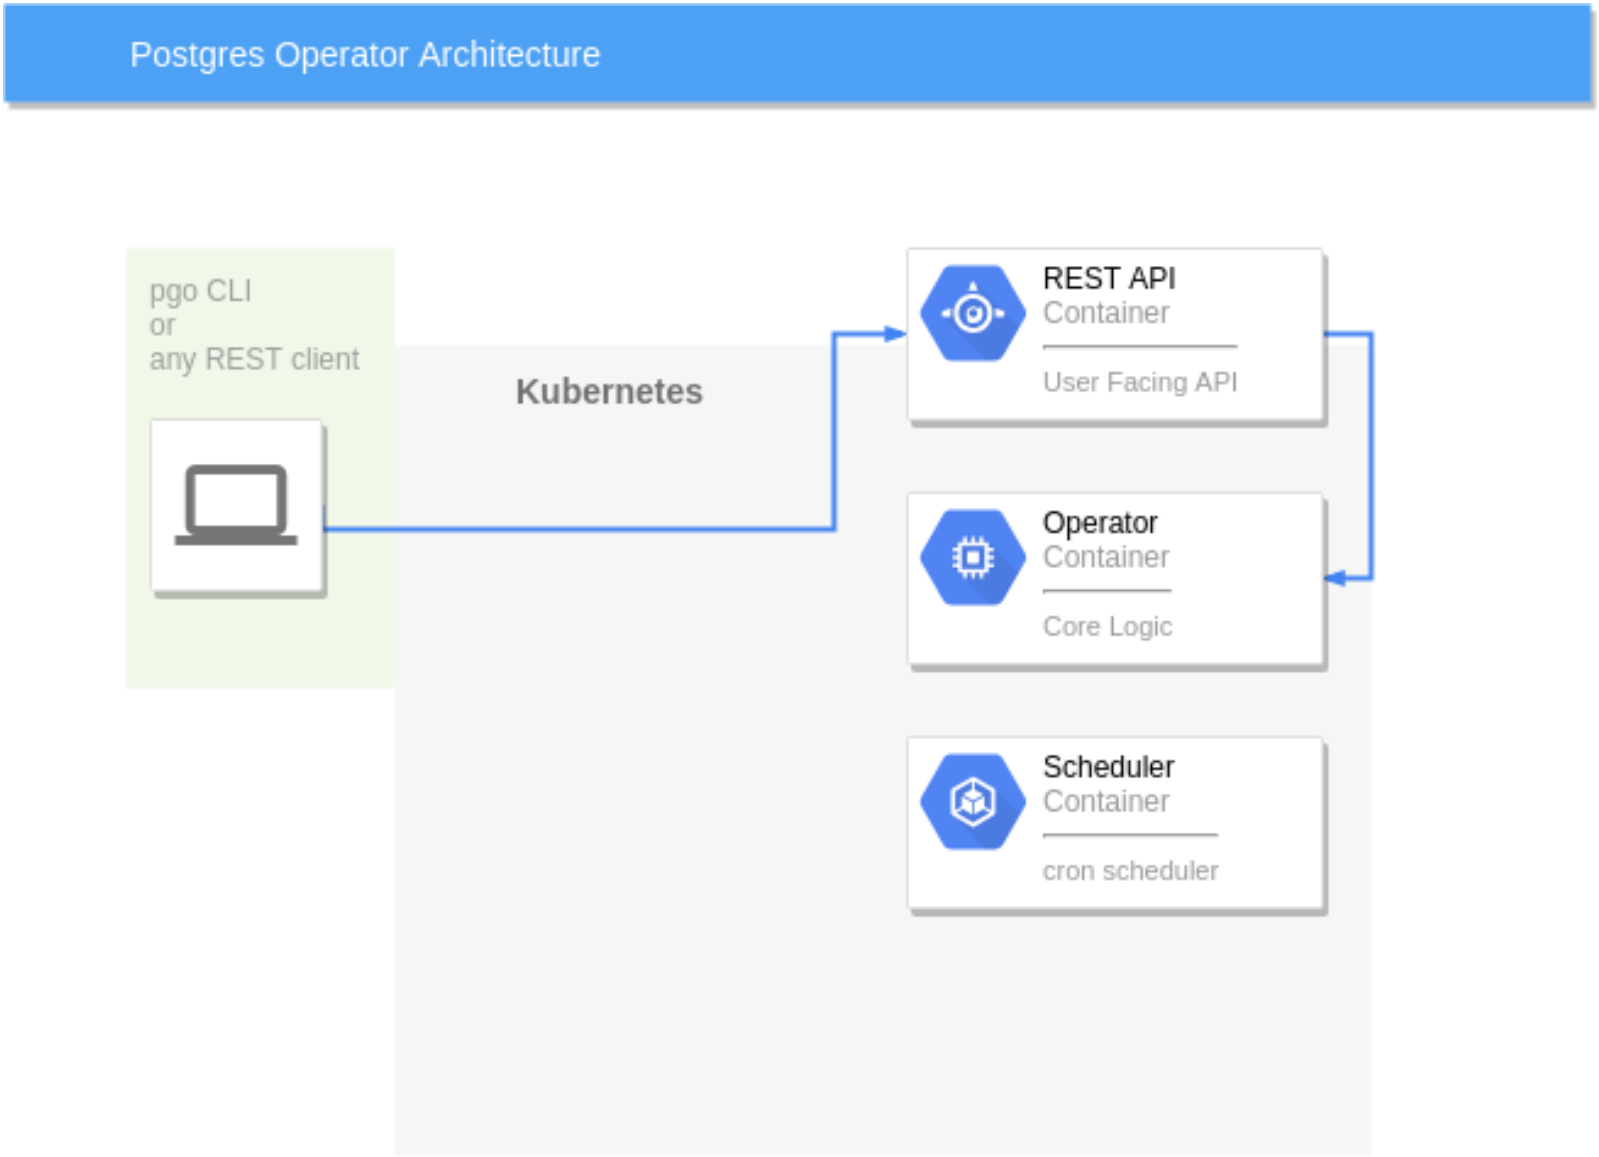 Postgres Operator Architecture
pgo CLI
or
any REST client
Kubernetes
REST API
Container
User Facing API
Operator
Container
Core Logic
Scheduler
Container
cron scheduler